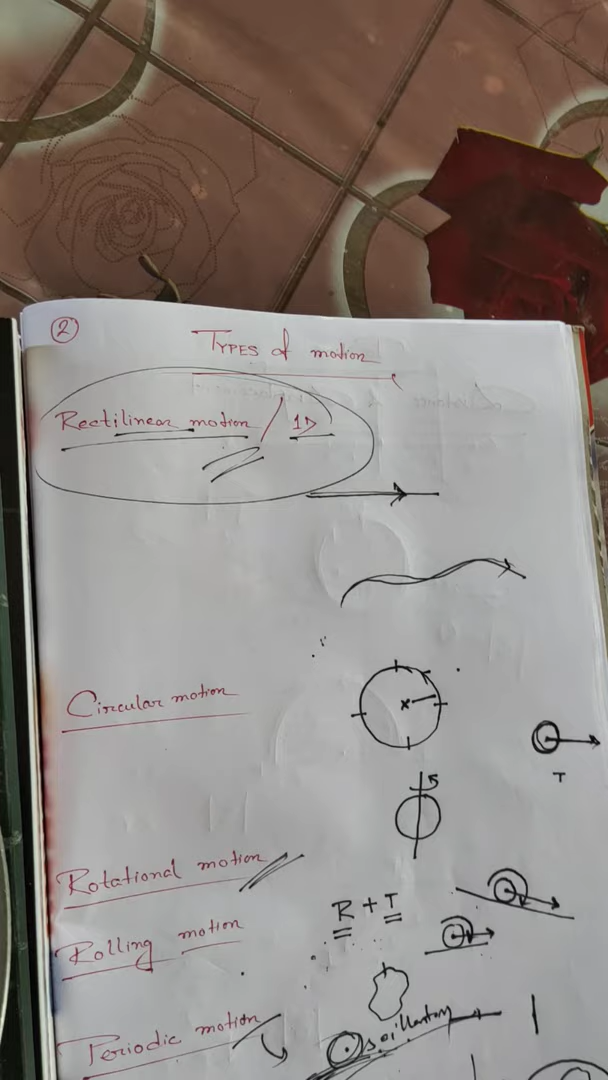 2
TYPES of motion
Rectilinear motion / 1D
Circular motion
T
Rotational motion
R + T
Rolling motion
Periodic motion
Oscillatory